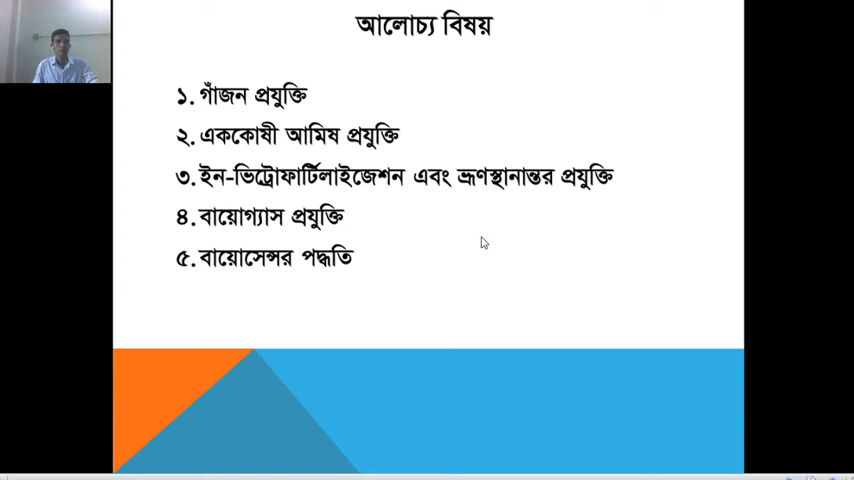 আলোচ্য বিষয়
১. গাঁজন প্রযুক্তি
২. এককোষী আমিষ প্রযুক্তি
৩. ইন-ভিট্রোফার্টিলাইজেশন এবং ভ্রূণস্থানান্তর প্রযুক্তি
৪. বায়োগ্যাস প্রযুক্তি
৫. বায়োসেন্সর পদ্ধতি